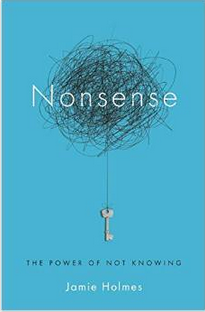 Nonsense
THE POWER OF NOT KNOWING
Jamie Holmes